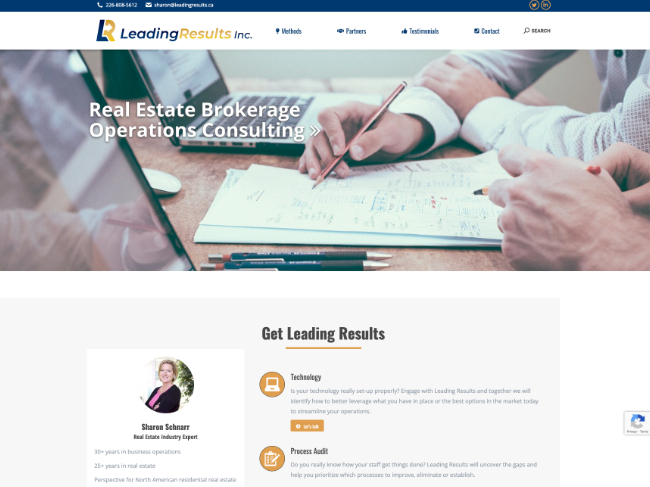 226-808-5612 sharon@leadingresults.ca
LR LeadingResults Inc. Methods Partners Testimonials Contact SEARCH
Real Estate Brokerage
Operations Consulting »
Get Leading Results
Sharon Schnarr
Real Estate Industry Expert
30+ years in business operations
25+ years in real estate
Perspective for North American residential real estate
Technology
Is your technology really set-up properly? Engage with Leading Results and together we will
identify how to better leverage what you have in place or the best options in the market today
to streamline your operations.
Let's talk
Process Audit
Do you really know how your staff get things done? Leading Results will uncover the gaps and
help you prioritize which processes to improve, eliminate or establish.
Privacy - Terms